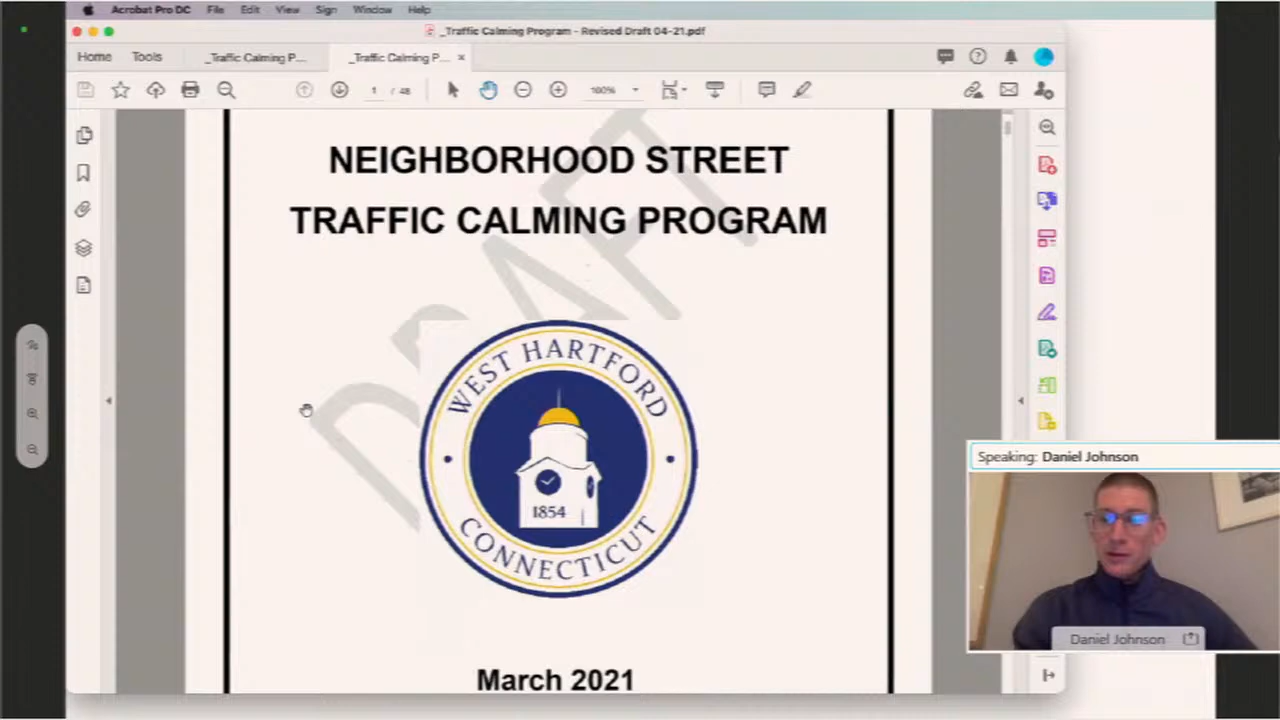 Acrobat Pro DC File Edit View Sign Window Help
_Traffic Calming Program - Revised Draft 04-21.pdf
Home Tools _Traffic Calming P... _Traffic Calming P... ×
1 / 48 100%
DRAFT
NEIGHBORHOOD STREET
TRAFFIC CALMING PROGRAM
WEST HARTFORD
1854
CONNECTICUT
March 2021
Speaking: Daniel Johnson
Daniel Johnson